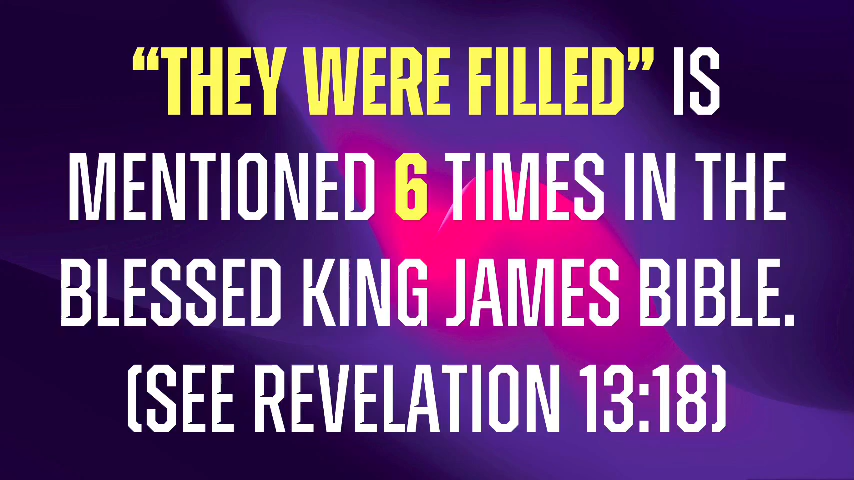 “THEY WERE FILLED” IS
MENTIONED 6 TIMES IN THE
BLESSED KING JAMES BIBLE.
(SEE REVELATION 13:18)